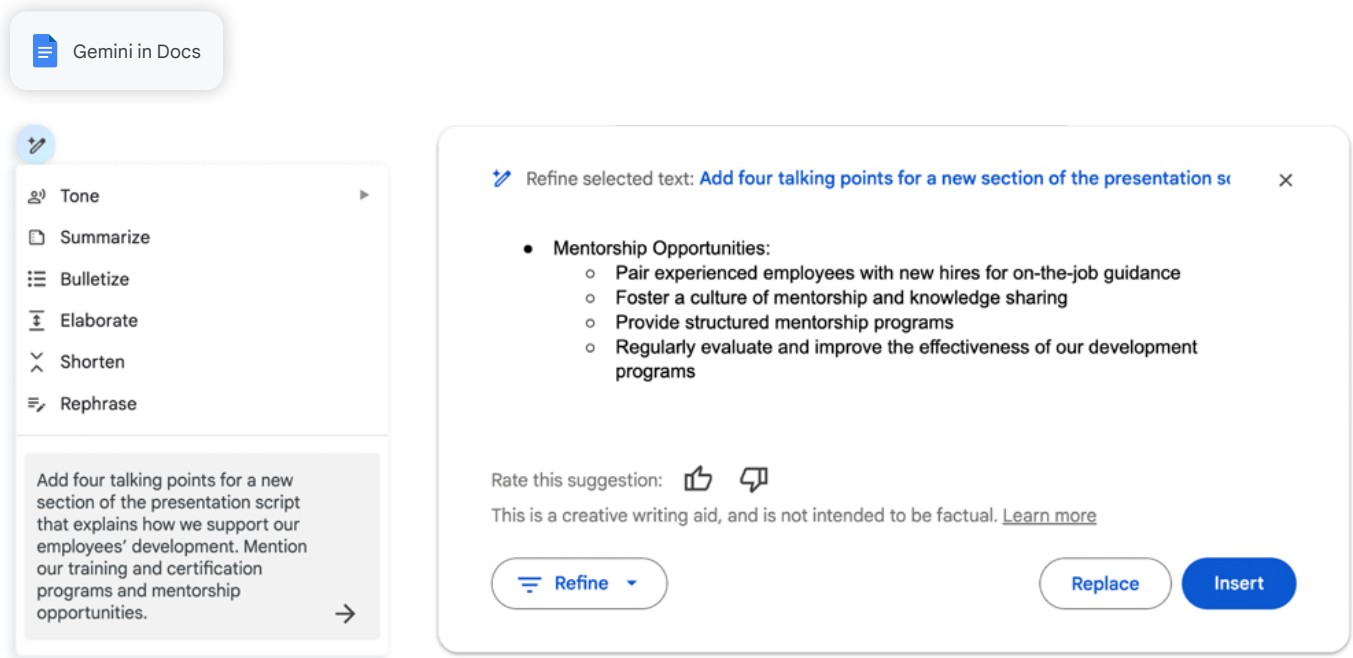 Gemini in Docs
Tone
Summarize
Bulletize
Elaborate
Shorten
Rephrase
Add four talking points for a new
section of the presentation script
that explains how we support our
employees’ development. Mention
our training and certification
programs and mentorship
opportunities.
Refine selected text: Add four talking points for a new section of the presentation
Mentorship Opportunities:
Pair experienced employees with new hires for on-the-job guidance
Foster a culture of mentorship and knowledge sharing
Provide structured mentorship programs
Regularly evaluate and improve the effectiveness of our development
programs
Rate this suggestion:
This is a creative writing aid, and is not intended to be factual. Learn more
Refine
Replace
Insert